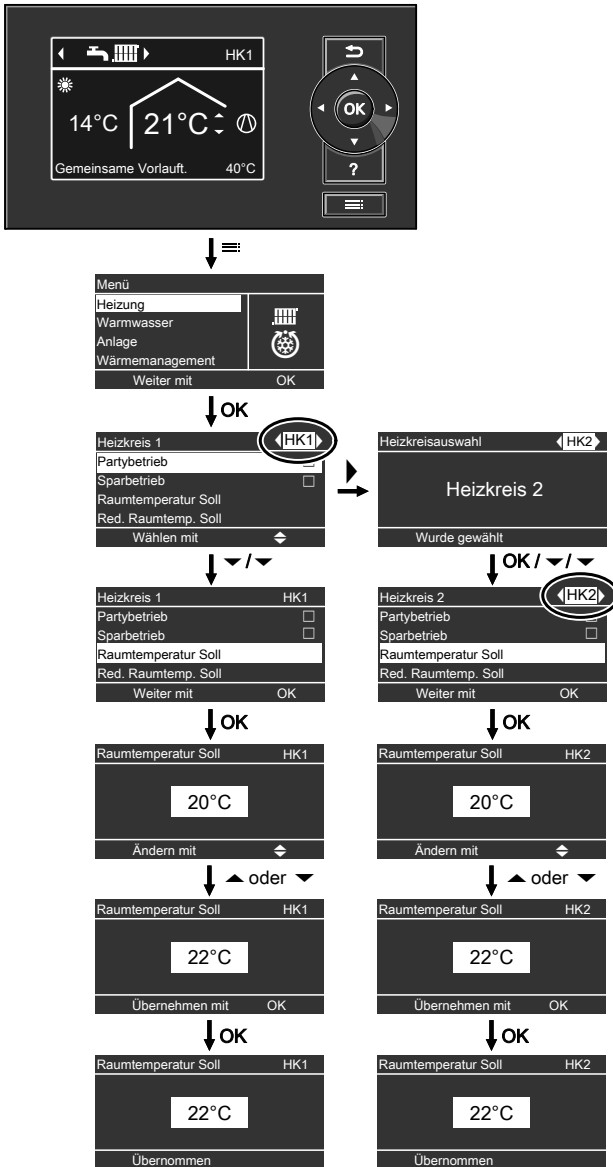 HK1
14°C 21°C
Gemeinsame Vorlauft. 40°C
OK
?
Menü
Heizung
Warmwasser
Anlage
Wärmemanagement
Weiter mit OK
OK
Heizkreis 1 HK1
Partybetrieb
Sparbetrieb
Raumtemperatur Soll
Red. Raumtemp. Soll
Wählen mit
Heizkreisauswahl HK2
Heizkreis 2
Wurde gewählt
/
OK / /
Heizkreis 1 HK1
Partybetrieb
Sparbetrieb
Raumtemperatur Soll
Red. Raumtemp. Soll
Weiter mit OK
Heizkreis 2 HK2
Partybetrieb
Sparbetrieb
Raumtemperatur Soll
Red. Raumtemp. Soll
Weiter mit OK
OK
OK
Raumtemperatur Soll HK1
20°C
Ändern mit
Raumtemperatur Soll HK2
20°C
Ändern mit
oder
oder
Raumtemperatur Soll HK1
22°C
Übernehmen mit OK
Raumtemperatur Soll HK2
22°C
Übernehmen mit OK
OK
OK
Raumtemperatur Soll HK1
22°C
Übernommen
Raumtemperatur Soll HK2
22°C
Übernommen